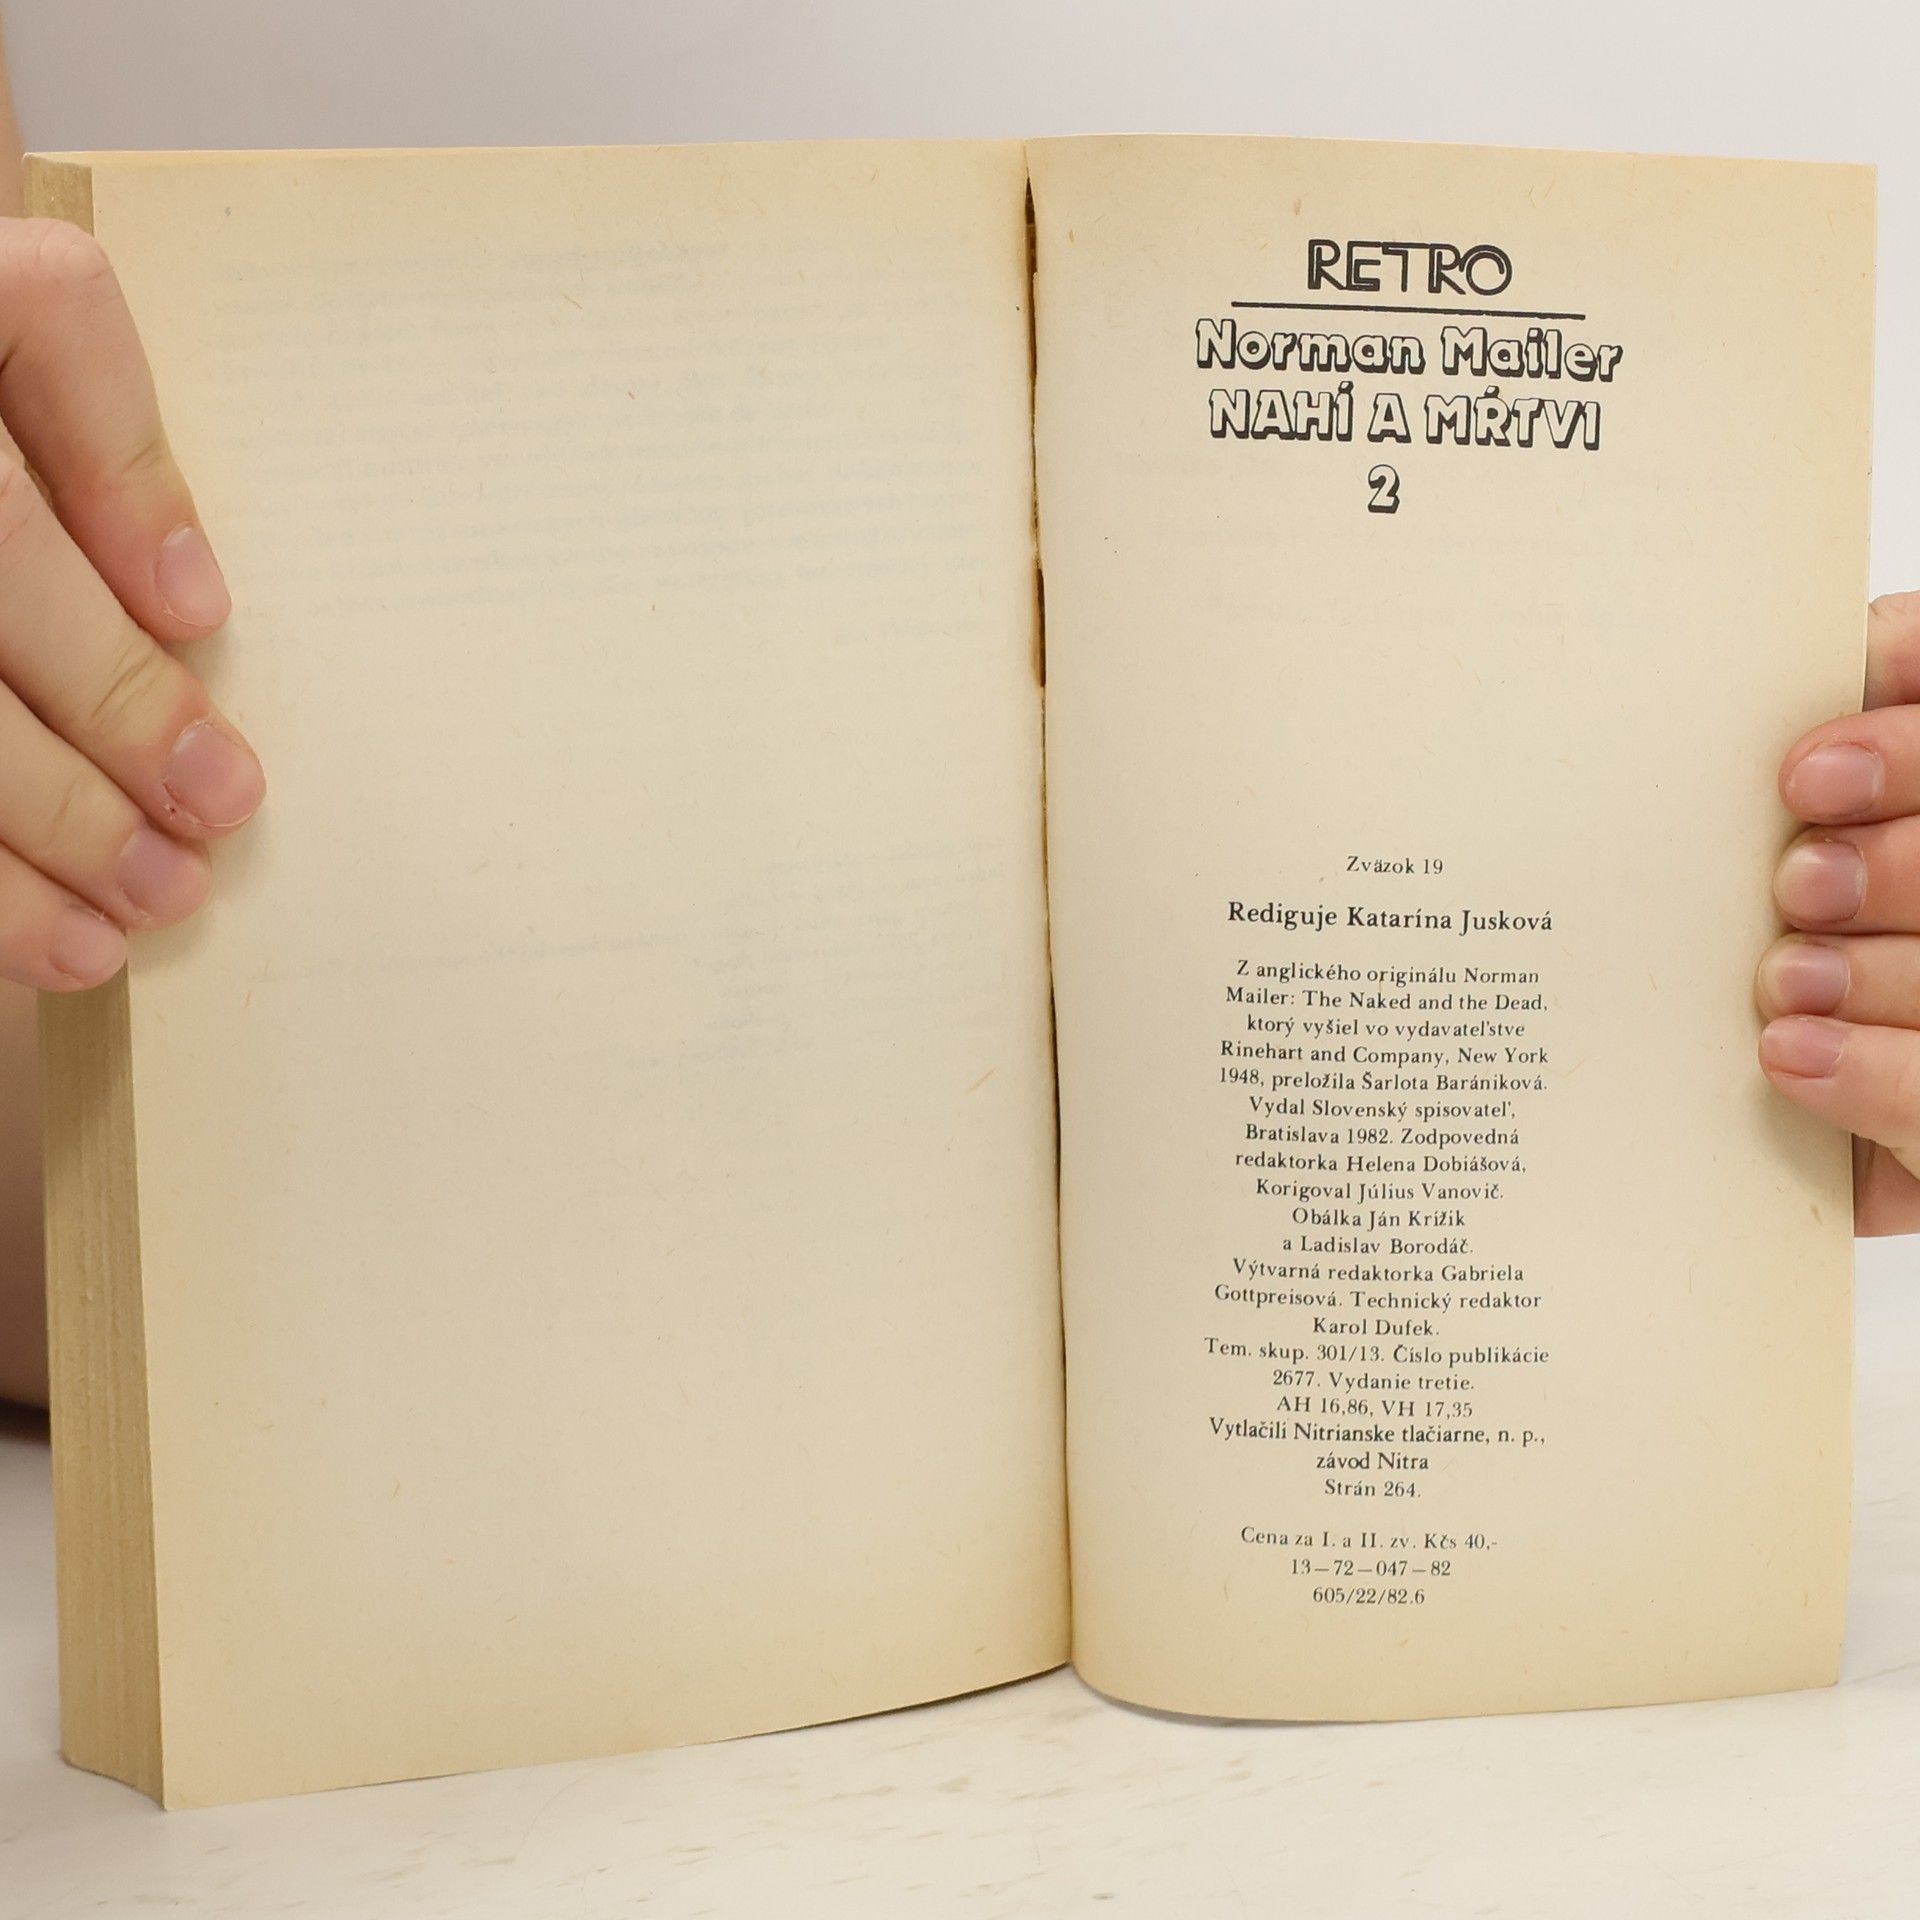 RETRO
Norman Mailer
NAHÍ A MŔTVI
2
Zväzok 19
Rediguje Katarína Jusková
Z anglického originálu Norman
Mailer: The Naked and the Dead,
ktorý vyšiel vo vydavateľstve
Rinehart and Company, New York
1948, preložila Šarlota Barániková.
Vydal Slovenský spisovateľ,
Bratislava 1982. Zodpovedná
redaktorka Helena Dobiášová,
Korigoval Július Vanovič.
Obálka Ján Krížik
a Ladislav Borodáč.
Výtvarná redaktorka Gabriela
Gottpreisová. Technický redaktor
Karol Dufek.
Tem. skup. 301/13. Číslo publikácie
2677. Vydanie tretie.
AH 16,86, VH 17,35
Vytlačili Nitrianske tlačiarne, n. p.,
závod Nitra
Strán 264.
Cena za I. a II. zv. Kčs 40,-
13—72—047—82
605/22/82.6